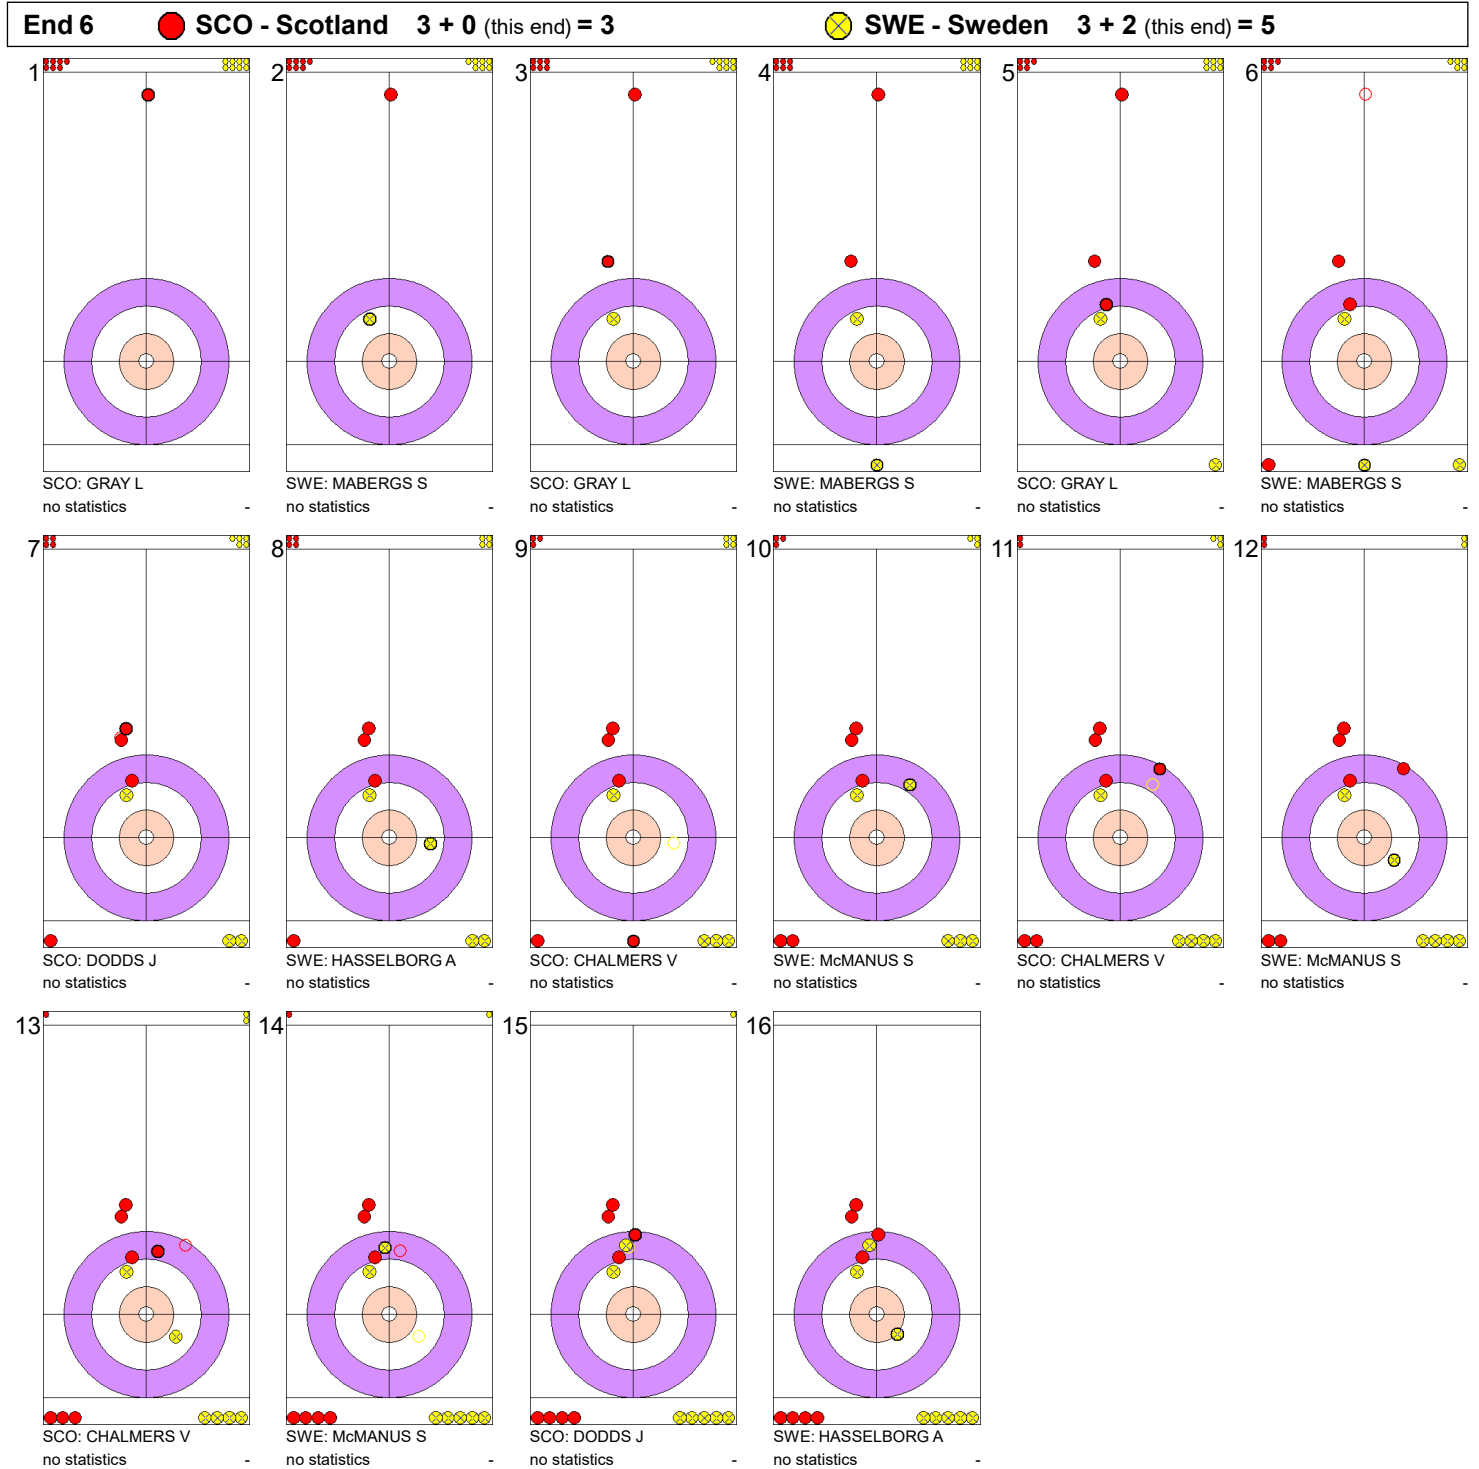 End 6 SCO - Scotland 3 + 0 (this end) = 3 SWE - Sweden 3 + 2 (this end) = 5
1 2 3 4 5 6
SCO: GRAY L SWE: MABERGS S SCO: GRAY L SWE: MABERGS S SCO: GRAY L SWE: MABERGS S
no statistics - no statistics - no statistics - no statistics - no statistics - no statistics -
7 8 9 10 11 12
SCO: DODDS J SWE: HASSELBORG A SCO: CHALMERS V SWE: McMANUS S SCO: CHALMERS V SWE: McMANUS S
no statistics - no statistics - no statistics - no statistics - no statistics - no statistics -
13 14 15 16
SCO: CHALMERS V SWE: McMANUS S SCO: DODDS J SWE: HASSELBORG A
no statistics - no statistics - no statistics - no statistics -